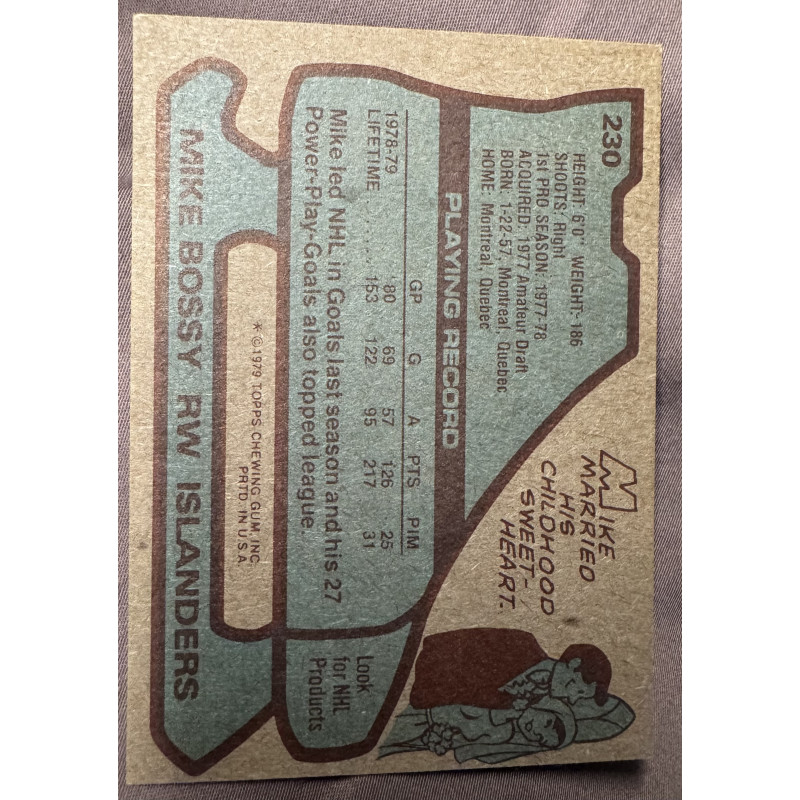 230
HEIGHT: 6'0" WEIGHT: 186
SHOOTS: Right
1st PRO SEASON: 1977-78
ACQUIRED: 1977 Amateur Draft
BORN: 1-22-57, Montreal, Quebec
HOME: Montreal, Quebec
MIKE
MARRIED
HIS
CHILDHOOD
SWEET-
HEART.
PLAYING RECORD
GP G A PTS PIM
1978-79 80 69 57 126 25
LIFETIME ....... 153 122 95 217 31
Mike led NHL in Goals last season and his 27
Power-Play-Goals also topped league.
Look
for NHL
Products
* ©1979 TOPPS CHEWING GUM, INC.
PRTD. IN U.S.A.
MIKE BOSSY RW ISLANDERS